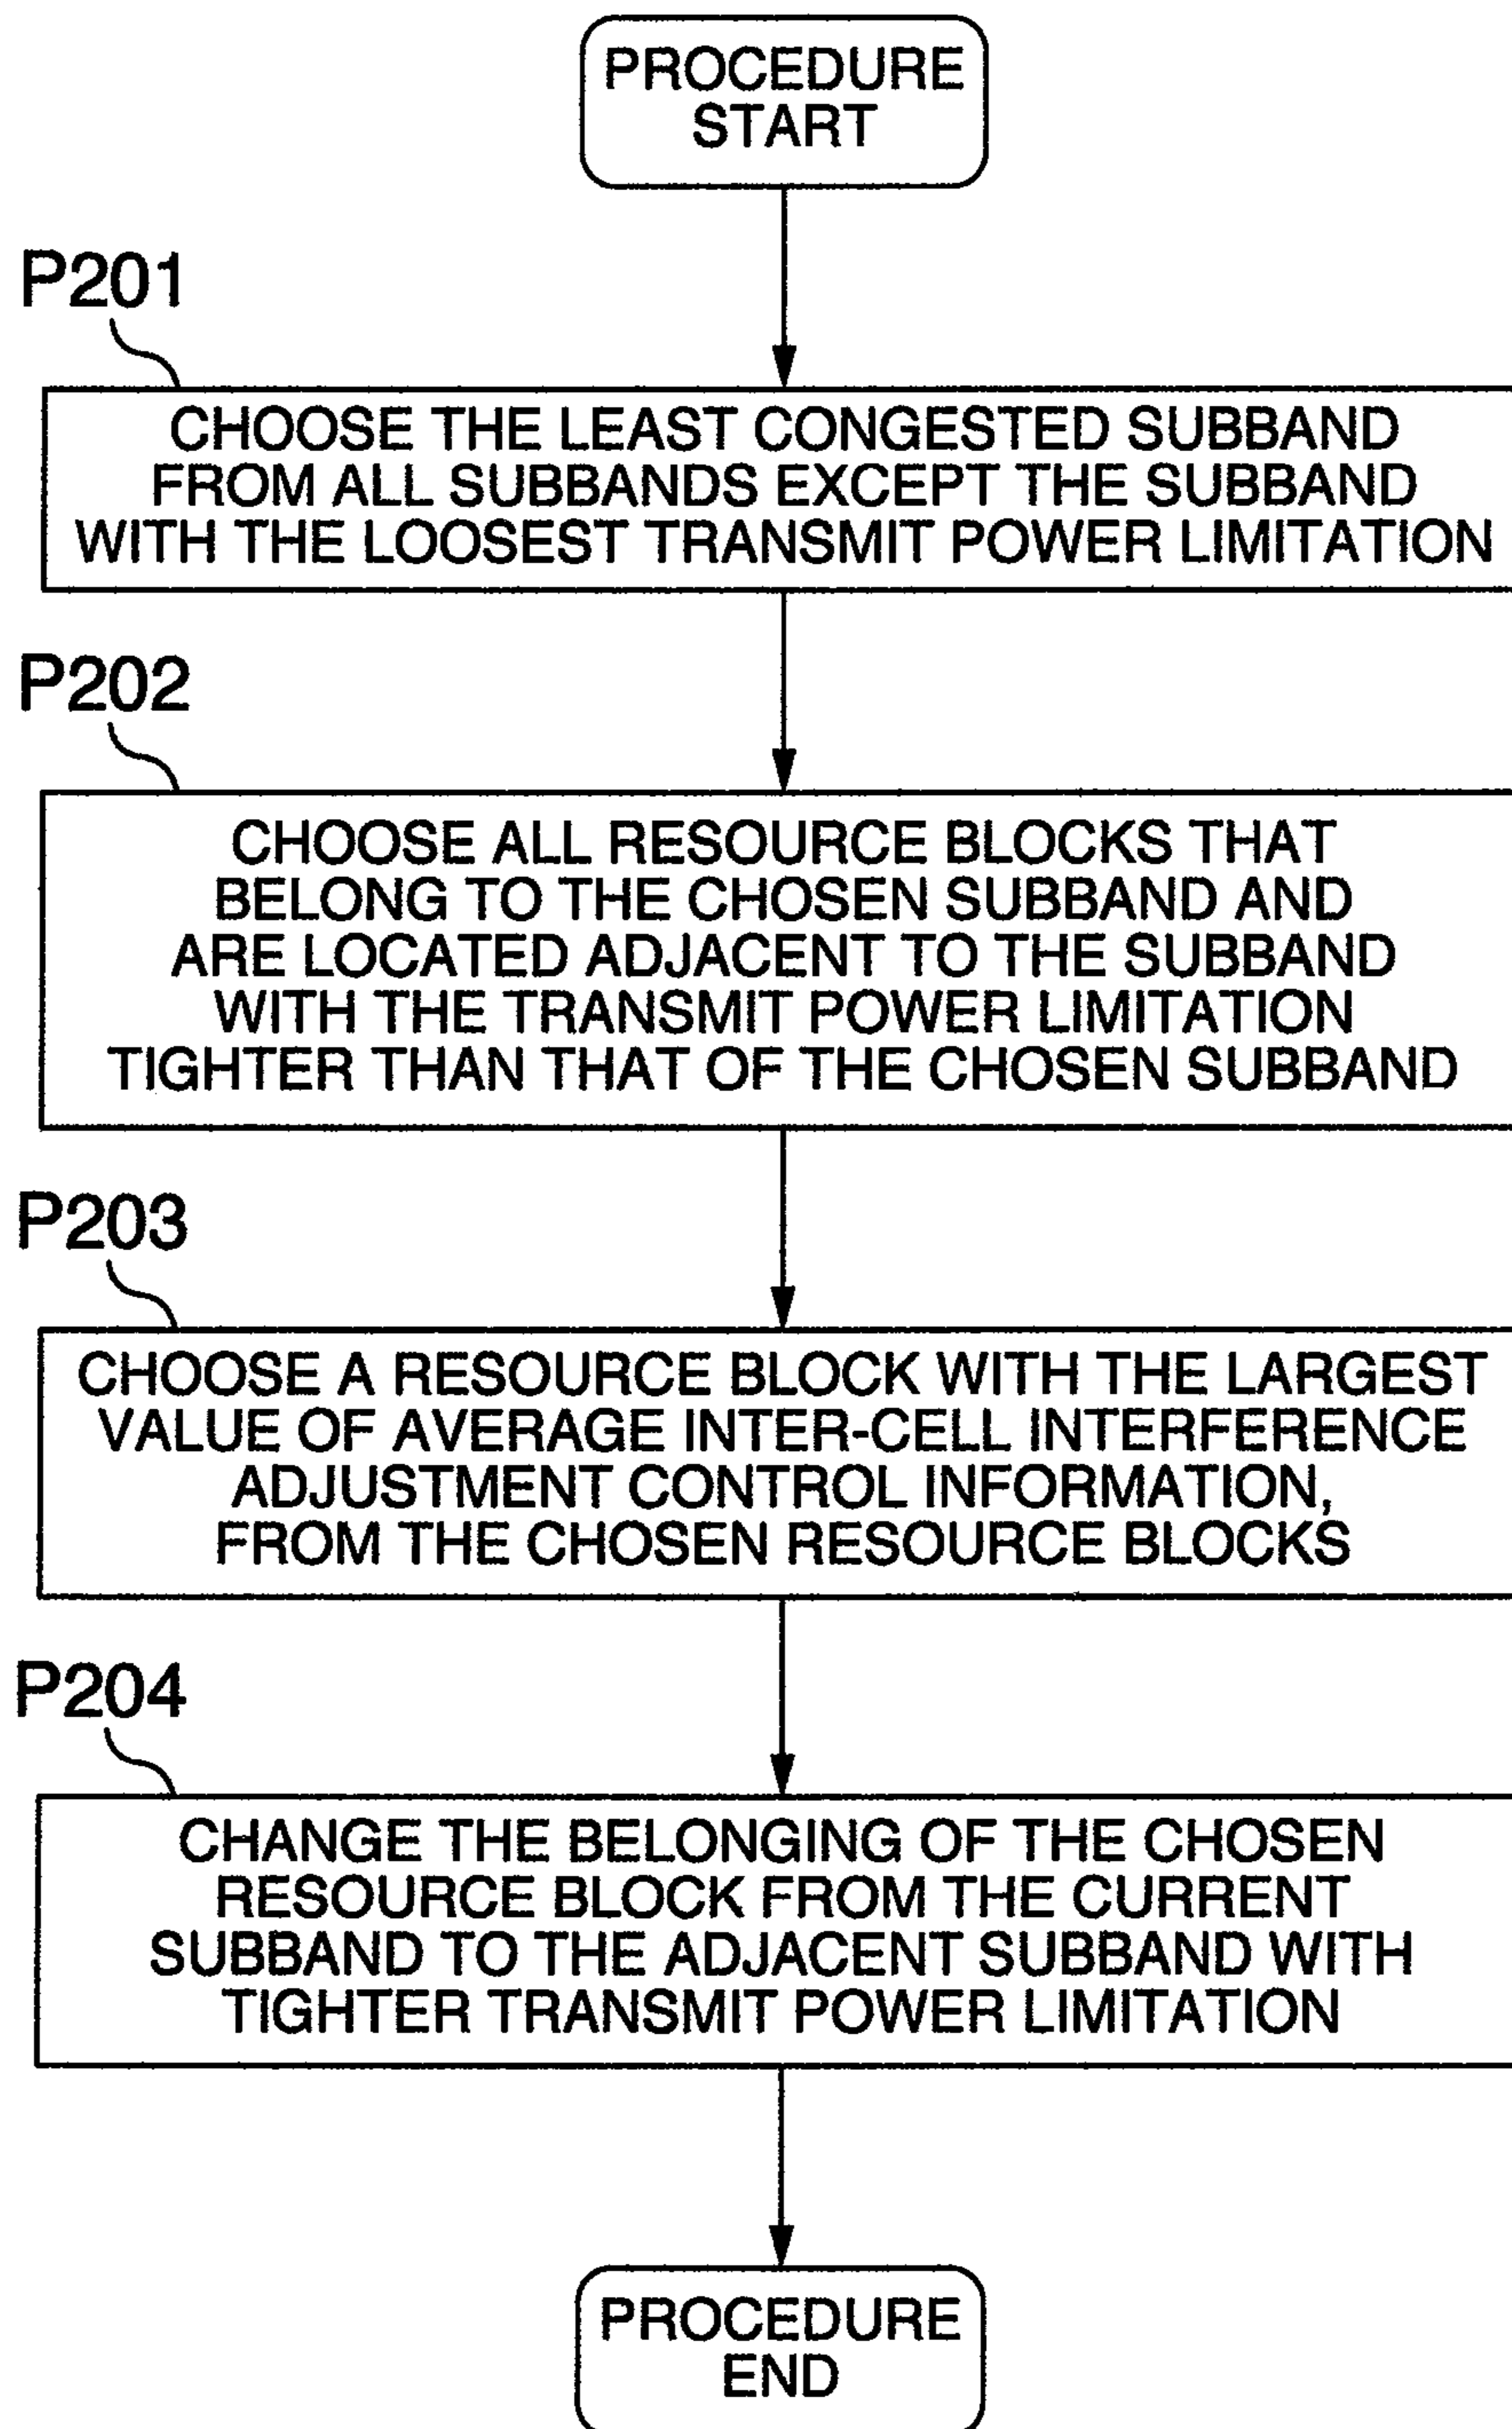 PROCEDURE
START
P201
CHOOSE THE LEAST CONGESTED SUBBAND
FROM ALL SUBBANDS EXCEPT THE SUBBAND
WITH THE LOOSEST TRANSMIT POWER LIMITATION
P202
CHOOSE ALL RESOURCE BLOCKS THAT
BELONG TO THE CHOSEN SUBBAND AND
ARE LOCATED ADJACENT TO THE SUBBAND
WITH THE TRANSMIT POWER LIMITATION
TIGHTER THAN THAT OF THE CHOSEN SUBBAND
P203
CHOOSE A RESOURCE BLOCK WITH THE LARGEST
VALUE OF AVERAGE INTER-CELL INTERFERENCE
ADJUSTMENT CONTROL INFORMATION,
FROM THE CHOSEN RESOURCE BLOCKS
P204
CHANGE THE BELONGING OF THE CHOSEN
RESOURCE BLOCK FROM THE CURRENT
SUBBAND TO THE ADJACENT SUBBAND WITH
TIGHTER TRANSMIT POWER LIMITATION
PROCEDURE
END